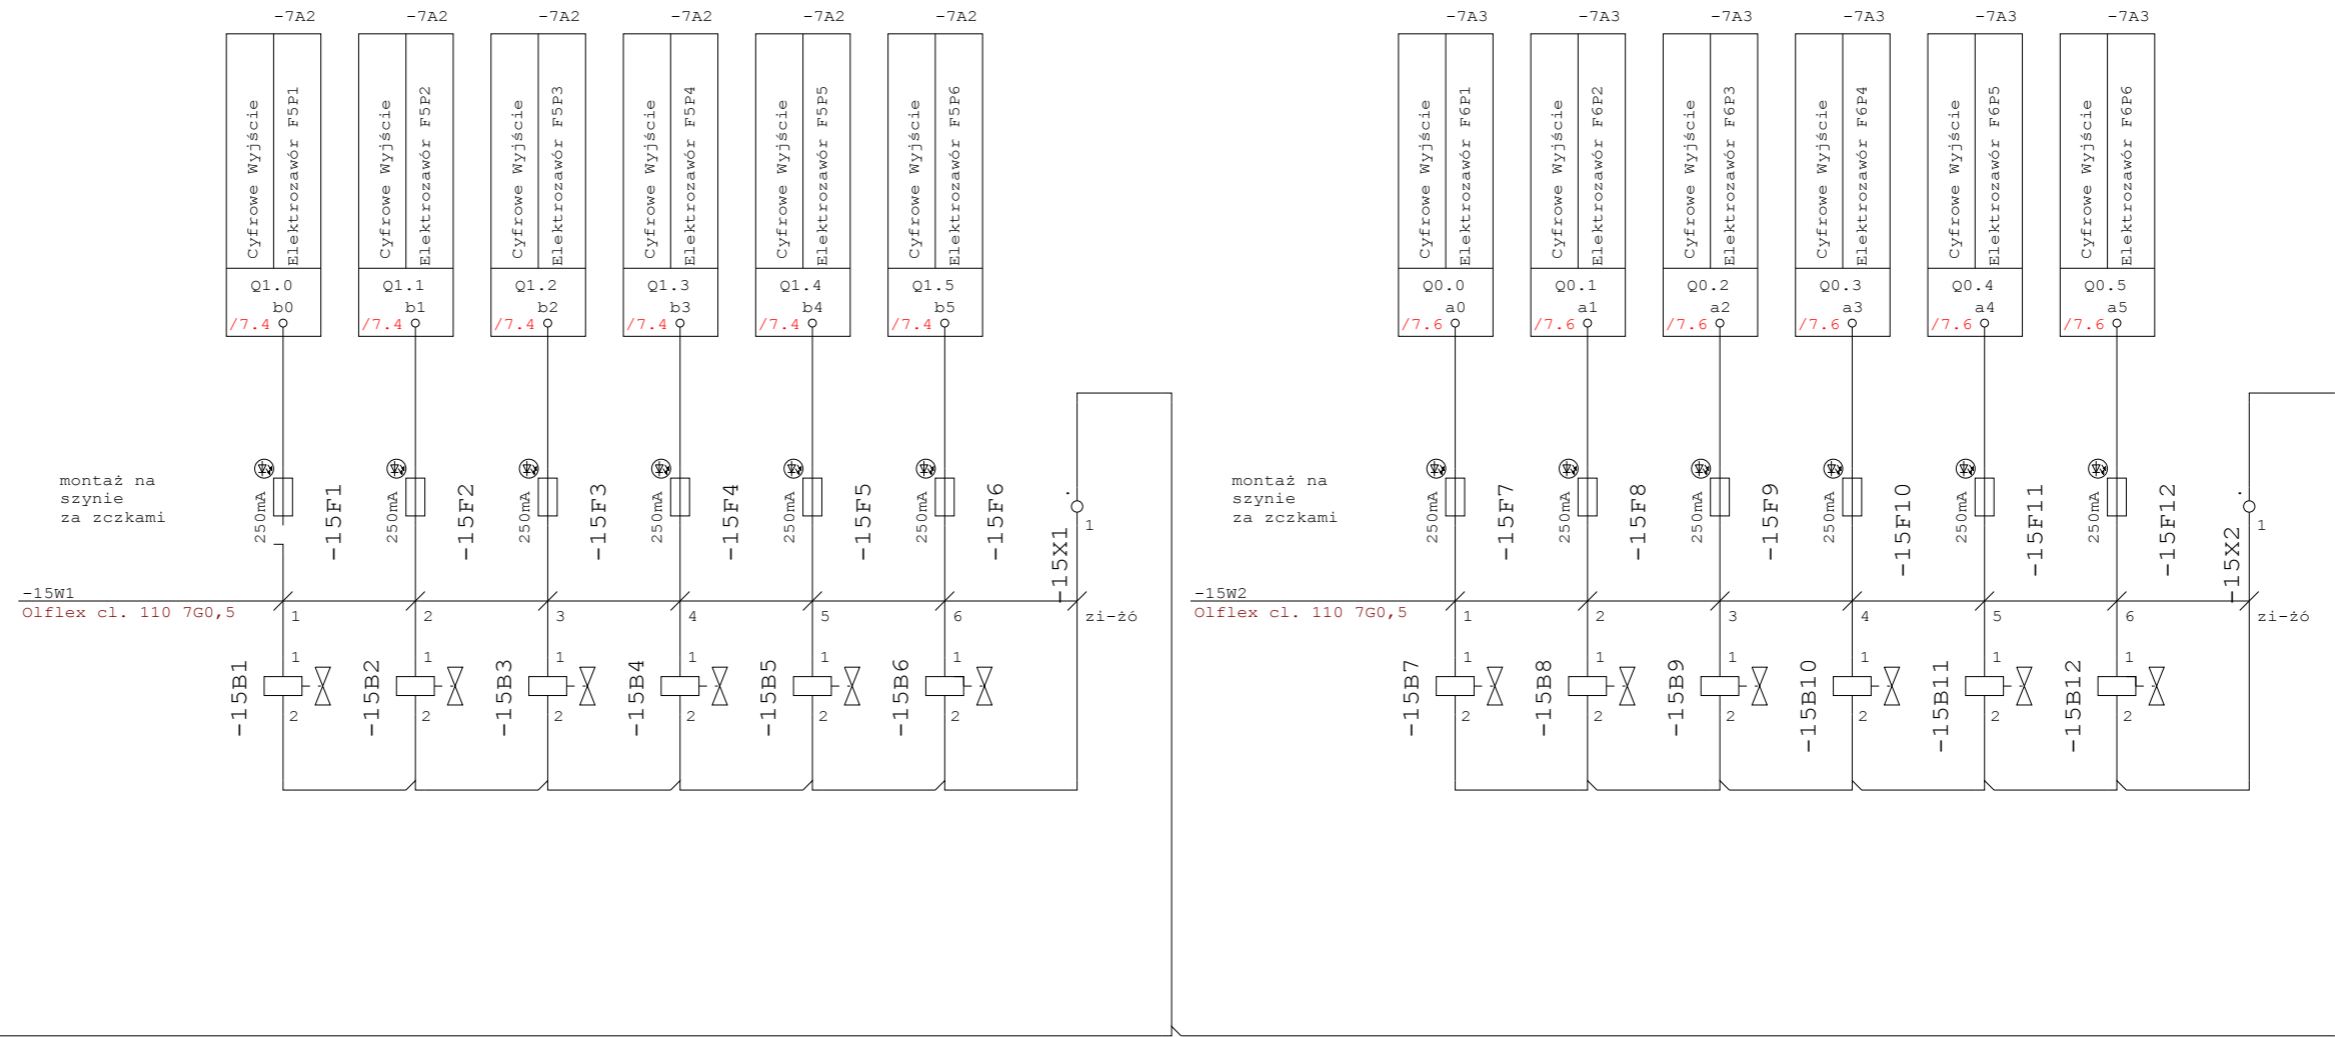 -7A2 -7A2 -7A2 -7A2 -7A2 -7A2 -7A3 -7A3 -7A3 -7A3 -7A3 -7A3
Cyfrowe Wyjście
Elektrozawór F5P1
Cyfrowe Wyjście
Elektrozawór F5P2
Cyfrowe Wyjście
Elektrozawór F5P3
Cyfrowe Wyjście
Elektrozawór F5P4
Cyfrowe Wyjście
Elektrozawór F5P5
Cyfrowe Wyjście
Elektrozawór F5P6
Cyfrowe Wyjście
Elektrozawór F6P1
Cyfrowe Wyjście
Elektrozawór F6P2
Cyfrowe Wyjście
Elektrozawór F6P3
Cyfrowe Wyjście
Elektrozawór F6P4
Cyfrowe Wyjście
Elektrozawór F6P5
Cyfrowe Wyjście
Elektrozawór F6P6
Q1.0 Q1.1 Q1.2 Q1.3 Q1.4 Q1.5 Q0.0 Q0.1 Q0.2 Q0.3 Q0.4 Q0.5
b0 b1 b2 b3 b4 b5 a0 a1 a2 a3 a4 a5
/7.4 /7.4 /7.4 /7.4 /7.4 /7.4 /7.6 /7.6 /7.6 /7.6 /7.6 /7.6
montaż na
szynie
za zczkami
250mA -15F1
250mA -15F2
250mA -15F3
250mA -15F4
250mA -15F5
250mA -15F6
-15X1 1
montaż na
szynie
za zczkami
250mA -15F7
250mA -15F8
250mA -15F9
250mA -15F10
250mA -15F11
250mA -15F12
-15X2 1
-15W1
Olflex cl. 110 7G0,5 1 2 3 4 5 6 zi-żó
-15W2
Olflex cl. 110 7G0,5 1 2 3 4 5 6 zi-żó
-15B1 1 2
-15B2 1 2
-15B3 1 2
-15B4 1 2
-15B5 1 2
-15B6 1 2
-15B7 1 2
-15B8 1 2
-15B9 1 2
-15B10 1 2
-15B11 1 2
-15B12 1 2